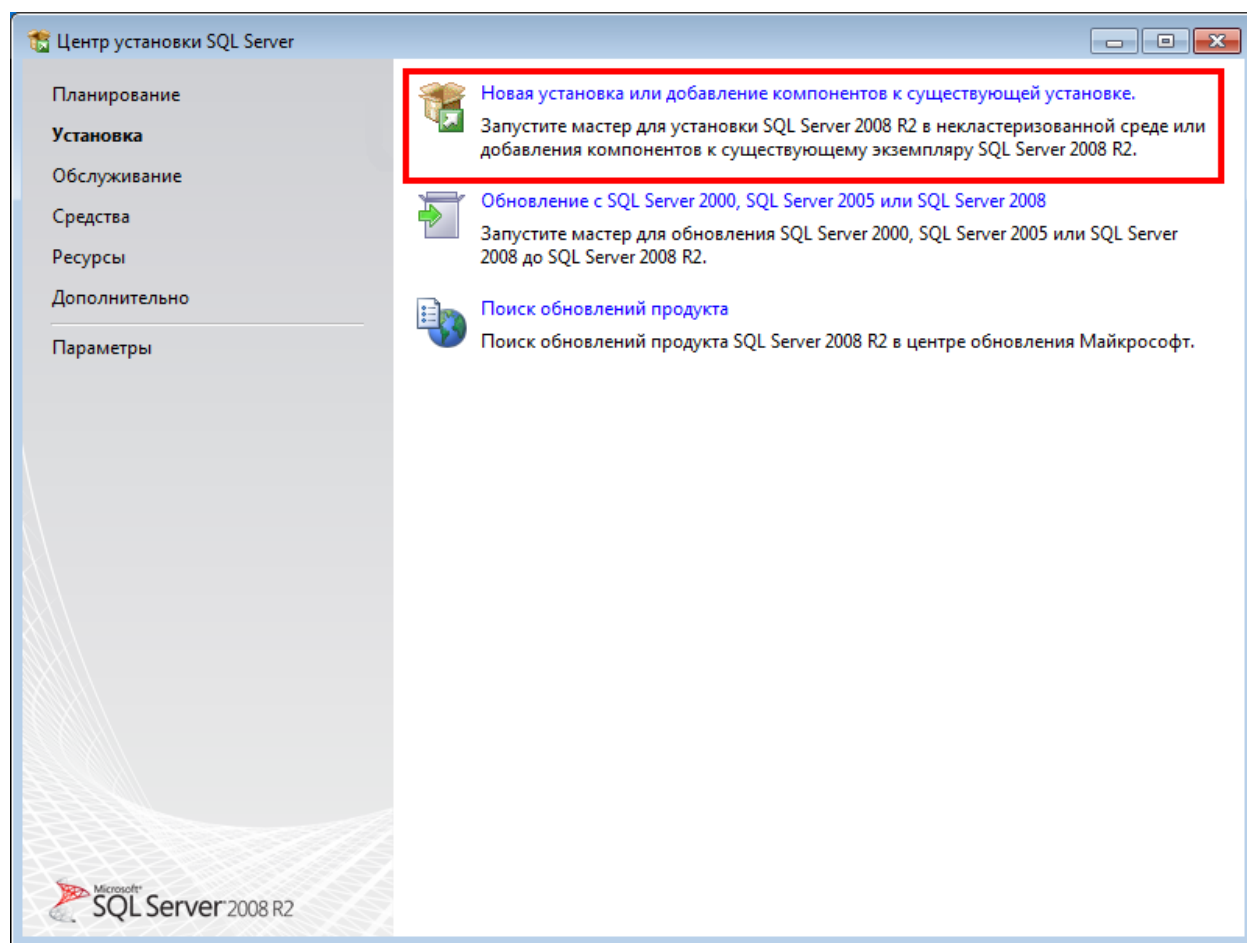 Центр установки SQL Server
Планирование
Установка
Обслуживание
Средства
Ресурсы
Дополнительно
Параметры
Новая установка или добавление компонентов к существующей установке.
Запустите мастер для установки SQL Server 2008 R2 в некластеризованной среде или
добавления компонентов к существующему экземпляру SQL Server 2008 R2.
Обновление с SQL Server 2000, SQL Server 2005 или SQL Server 2008
Запустите мастер для обновления SQL Server 2000, SQL Server 2005 или SQL Server
2008 до SQL Server 2008 R2.
Поиск обновлений продукта
Поиск обновлений продукта SQL Server 2008 R2 в центре обновления Майкрософт.
Microsoft®
SQL Server 2008 R2